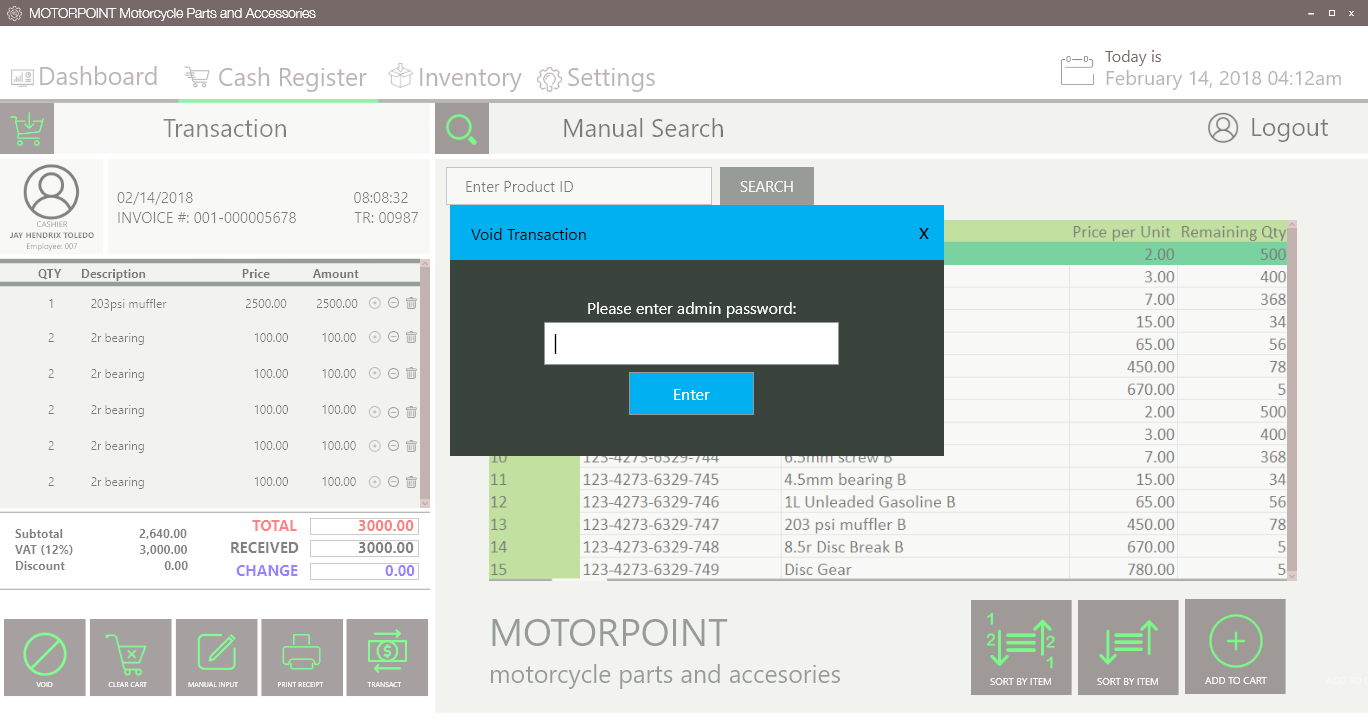 MOTORPOINT Motorcycle Parts and Accessories
Dashboard Cash Register Inventory Settings
Today is
February 14, 2018 04:12am
Transaction
Manual Search
Logout
CASHIER
JAY HENDRIX TOLEDO
Employee: 007
02/14/2018 08:08:32
INVOICE #: 001-000005678 TR: 00987
Enter Product ID
SEARCH
QTY Description Price Amount
1 203psi muffler 2500.00 2500.00
2 2r bearing 100.00 100.00
2 2r bearing 100.00 100.00
2 2r bearing 100.00 100.00
2 2r bearing 100.00 100.00
2 2r bearing 100.00 100.00
Subtotal 2,640.00
VAT (12%) 3,000.00
Discount 0.00
TOTAL 3000.00
RECEIVED 3000.00
CHANGE 0.00
VOID
CLEAR CART
MANUAL INPUT
PRINT RECEIPT
TRANSACT
Void Transaction X
Please enter admin password:
Enter
Price per Unit Remaining Qty
2.00 500
3.00 400
7.00 368
15.00 34
65.00 56
450.00 78
670.00 5
2.00 500
3.00 400
10 123-4273-6329-744 6.5mm screw B 7.00 368
11 123-4273-6329-745 4.5mm bearing B 15.00 34
12 123-4273-6329-746 1L Unleaded Gasoline B 65.00 56
13 123-4273-6329-747 203 psi muffler B 450.00 78
14 123-4273-6329-748 8.5r Disc Break B 670.00 5
15 123-4273-6329-749 Disc Gear 780.00 5
MOTORPOINT
motorcycle parts and accesories
1 2 2 1
SORT BY ITEM
SORT BY ITEM
ADD TO CART